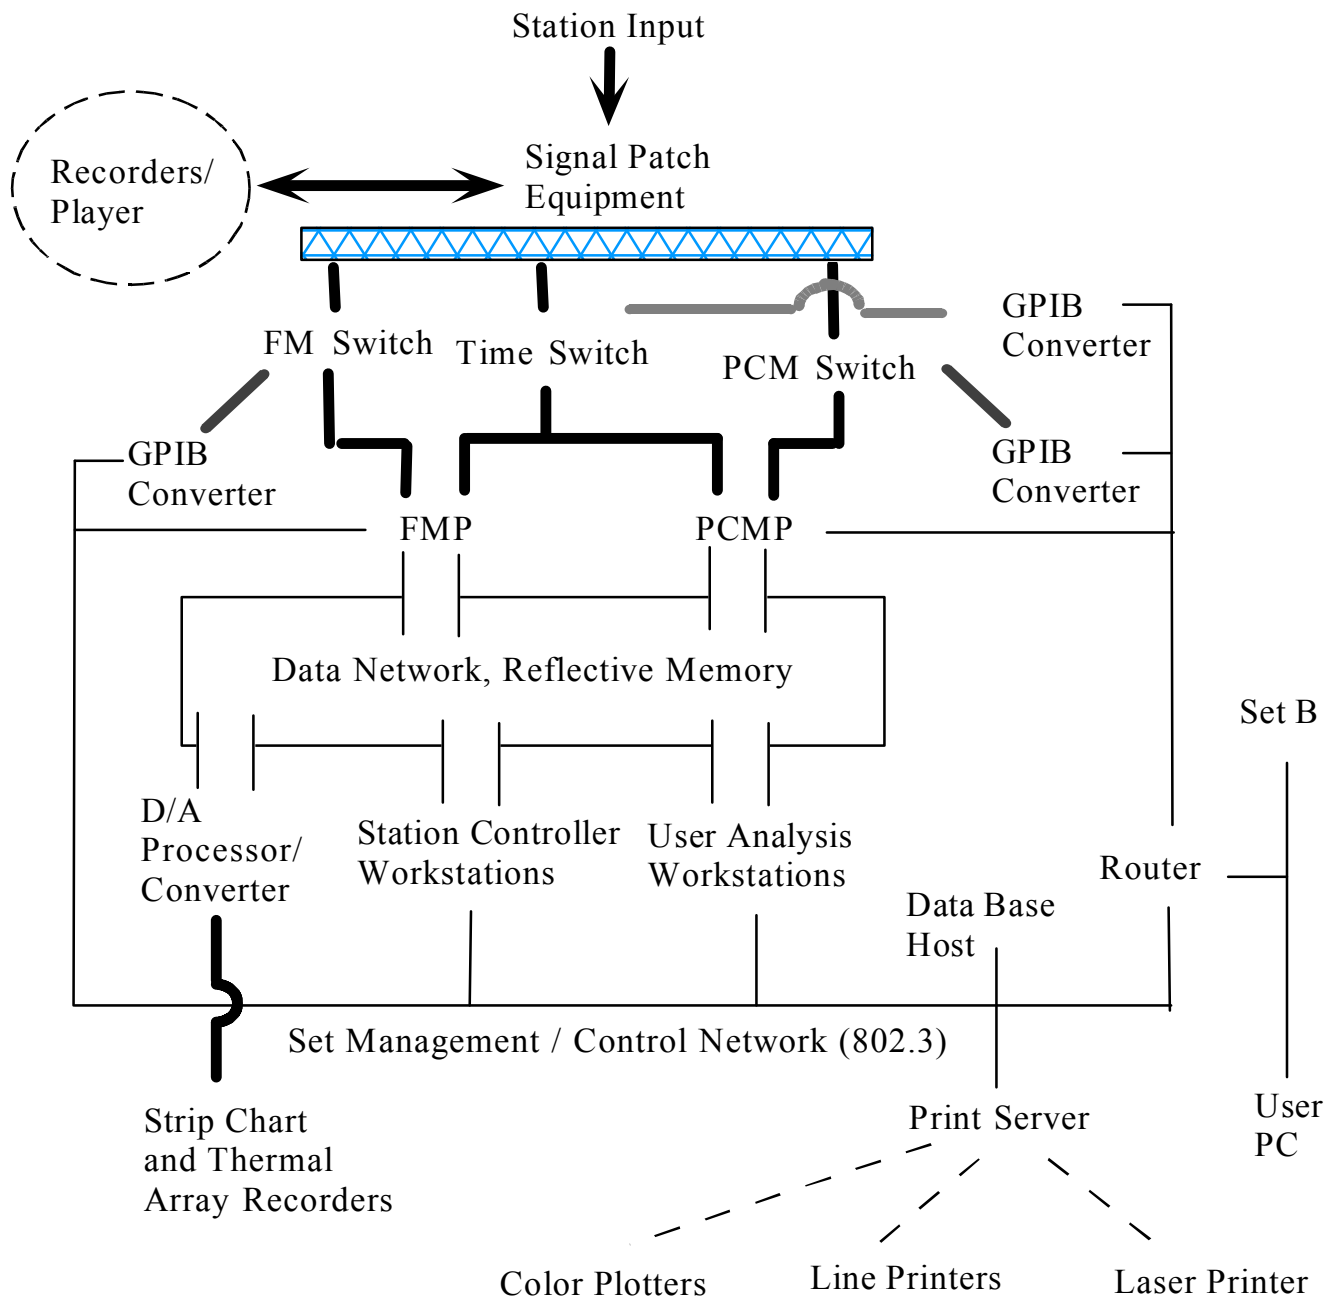 Station Input
Recorders/
Player
Signal Patch
Equipment
FM Switch
Time Switch
PCM Switch
GPIB
Converter
GPIB
Converter
GPIB
Converter
FMP
PCMP
Data Network, Reflective Memory
Set B
D/A
Processor/
Converter
Station Controller
Workstations
User Analysis
Workstations
Router
Data Base
Host
Set Management / Control Network (802.3)
Strip Chart
and Thermal
Array Recorders
Print Server
User
PC
Color Plotters
Line Printers
Laser Printer